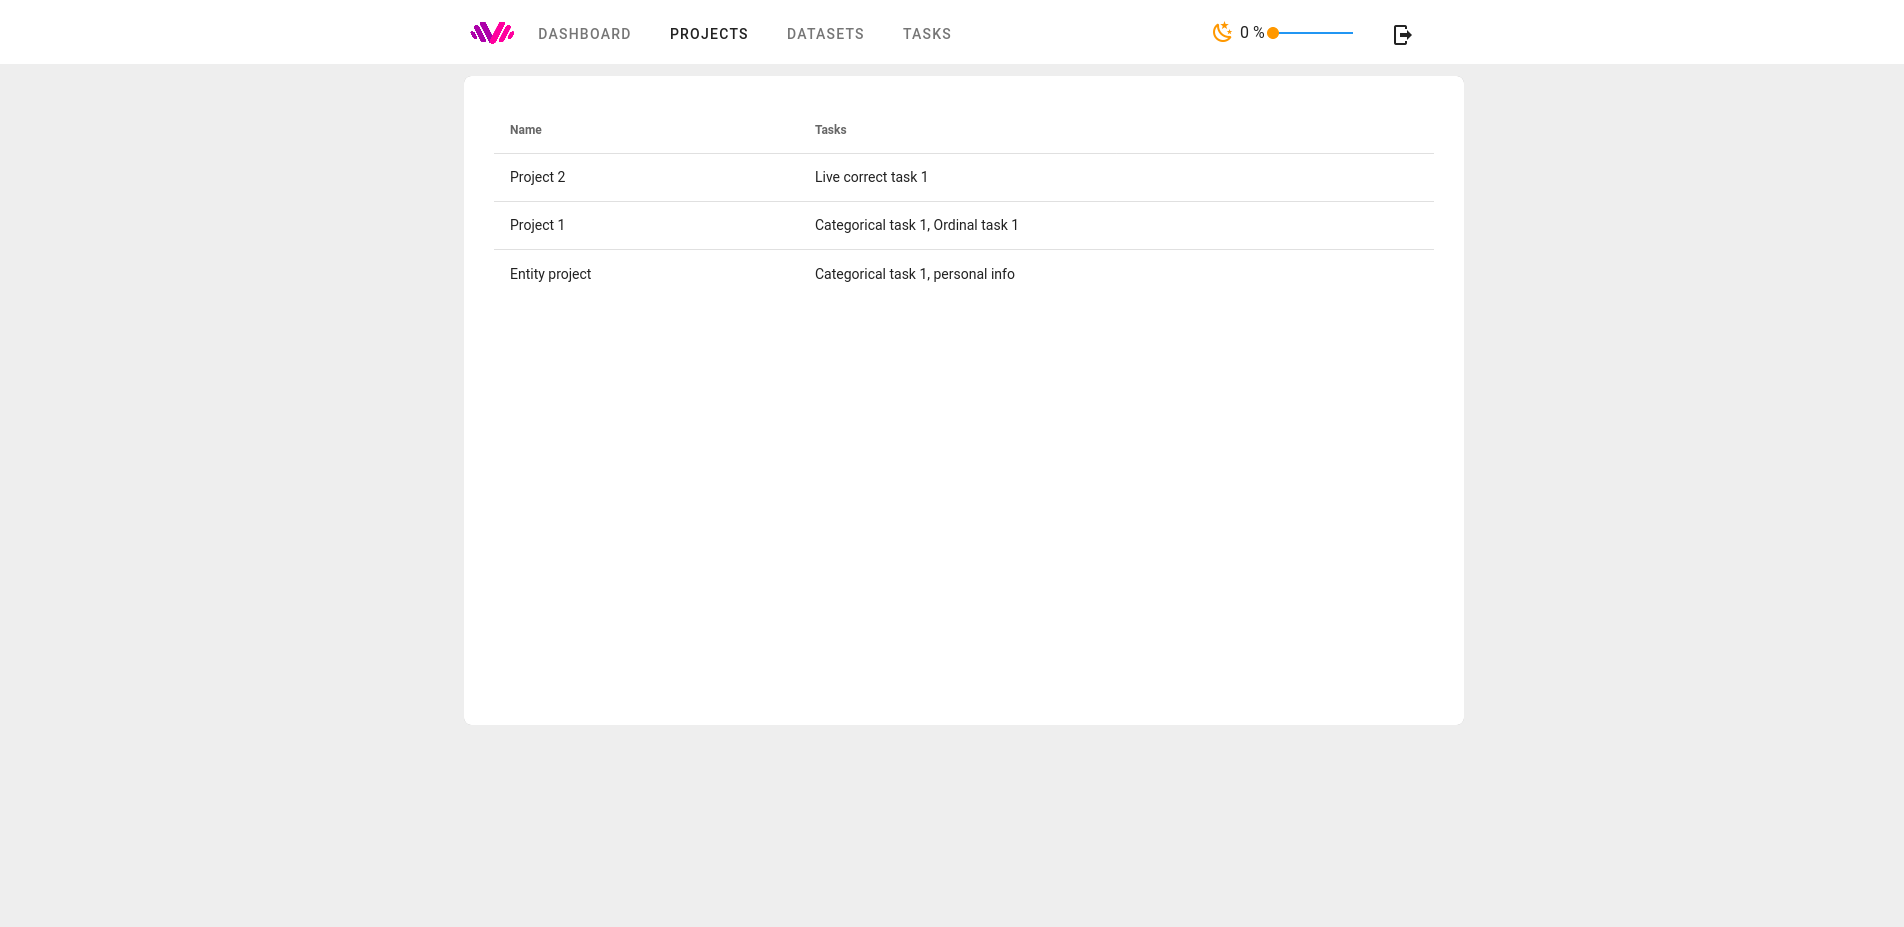 DASHBOARD PROJECTS DATASETS TASKS 0 %
Name Tasks
Project 2 Live correct task 1
Project 1 Categorical task 1, Ordinal task 1
Entity project Categorical task 1, personal info